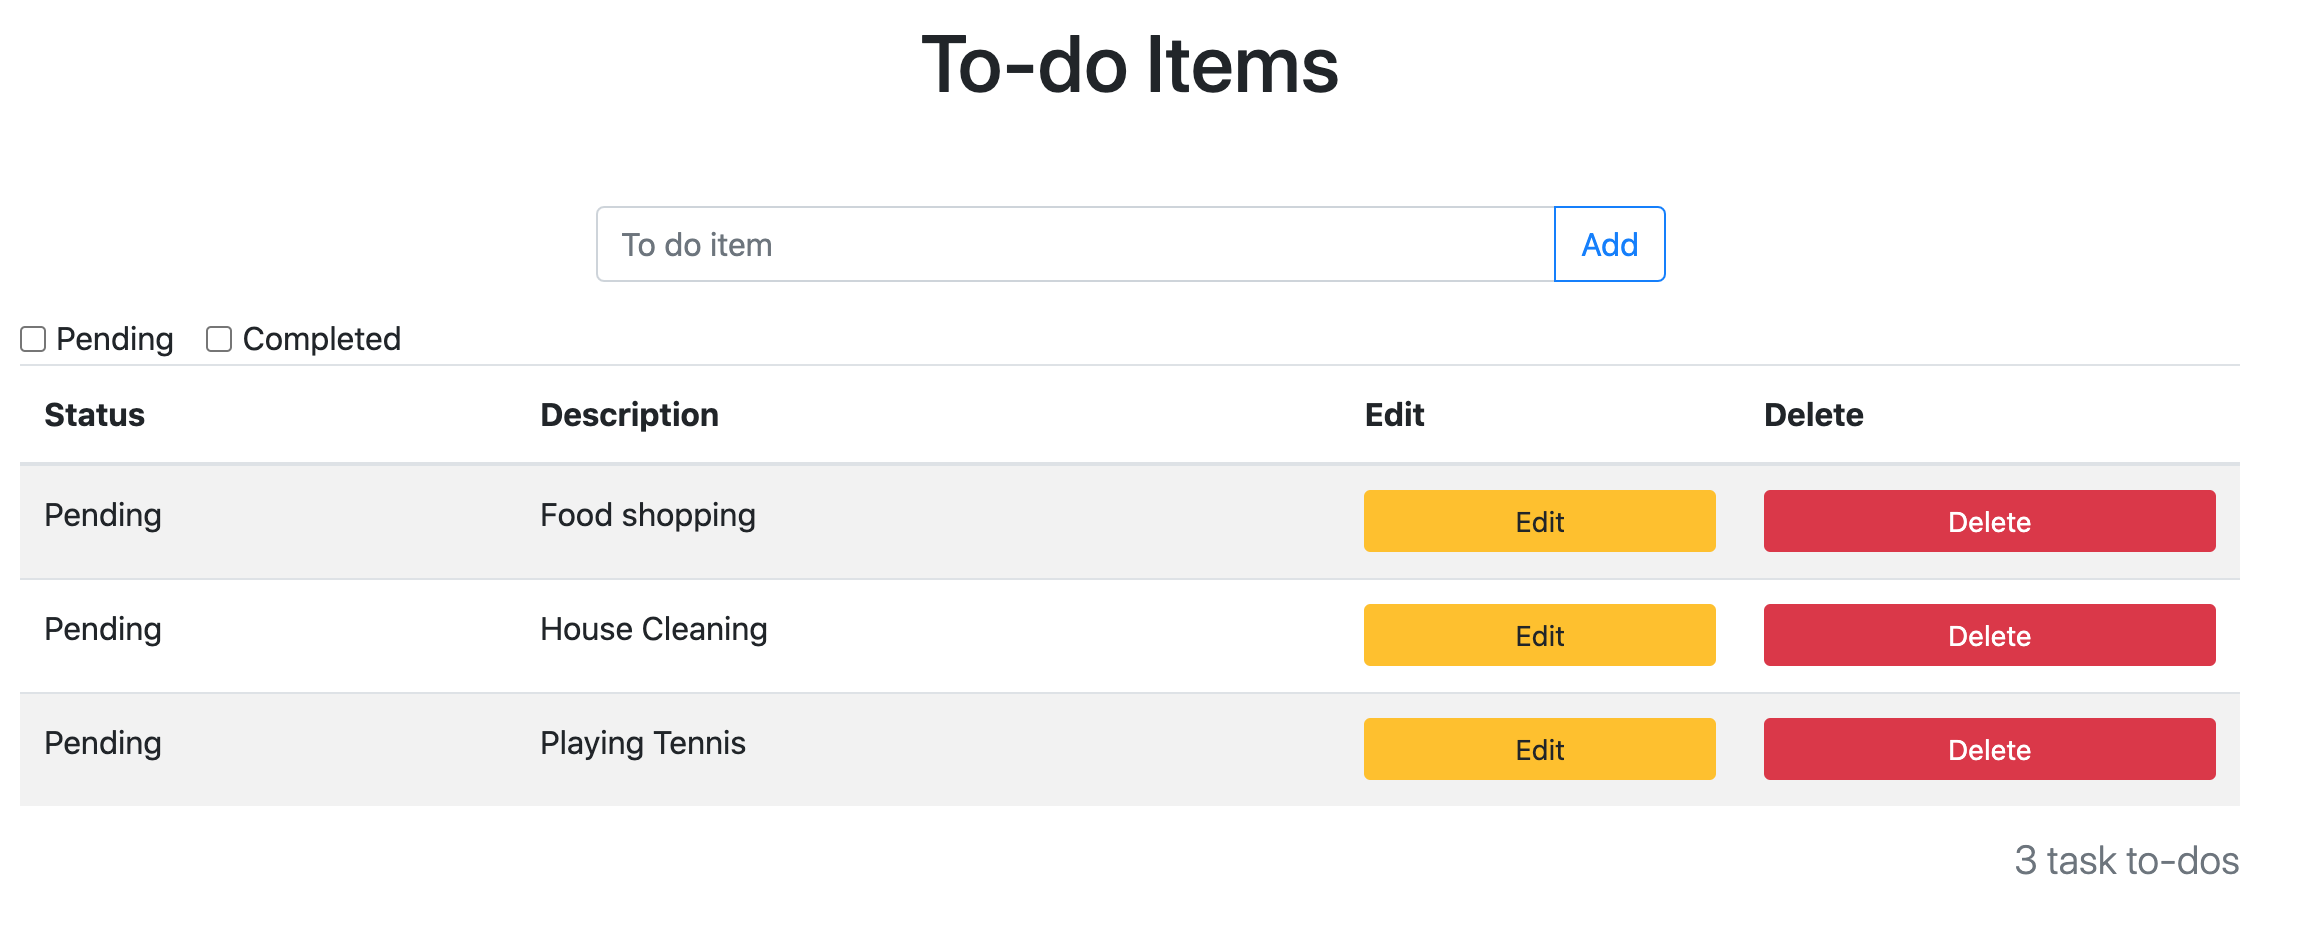 To-do Items
To do item Add
Pending Completed
Status Description Edit Delete
Pending Food shopping Edit Delete
Pending House Cleaning Edit Delete
Pending Playing Tennis Edit Delete
3 task to-dos